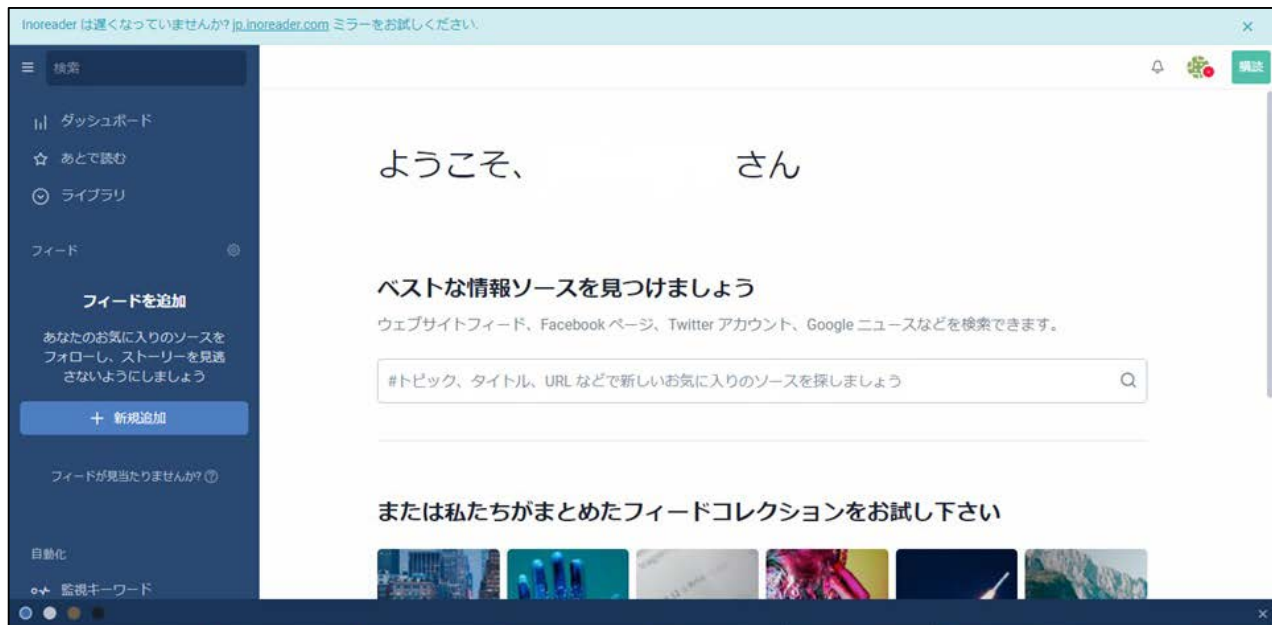 Inoreader は遅くなっていませんか? jp.inoreader.com ミラーをお試しください.
検索
購読
ダッシュボード
あとで読む
ライブラリ
フィード
フィードを追加
あなたのお気に入りのソースを
フォローし、ストーリーを見逃
さないようにしましょう
+ 新規追加
フィードが見当たりませんか?
自動化
監視キーワード
ようこそ、 さん
ベストな情報ソースを見つけましょう
ウェブサイトフィード、Facebook ページ、Twitter アカウント、Google ニュースなどを検索できます。
#トピック、タイトル、URL などで新しいお気に入りのソースを探しましょう
または私たちがまとめたフィードコレクションをお試し下さい